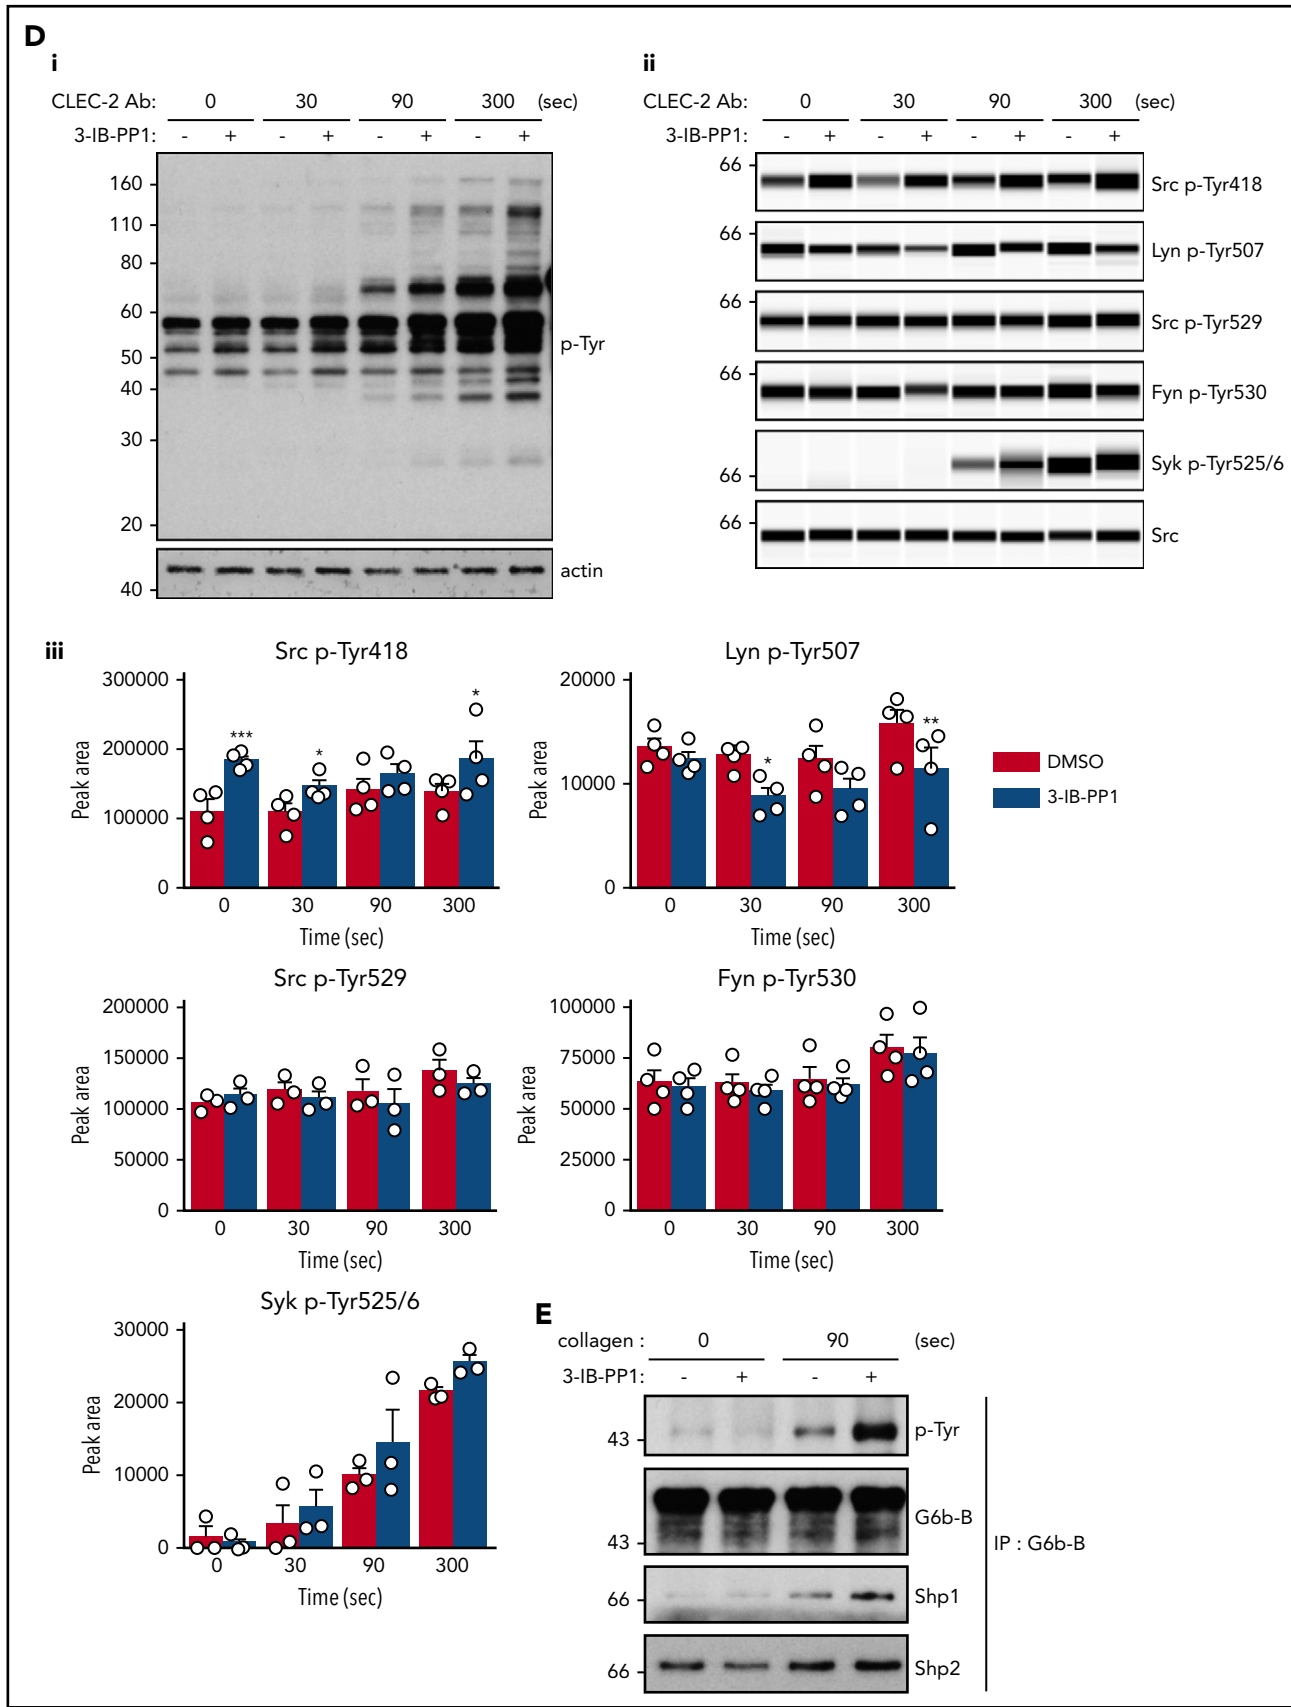 D
i
CLEC-2 Ab: 0 30 90 300 (sec)
3-IB-PP1: - + - + - + - +
160
110
80
60
50
40
30
20
p-Tyr
40
actin
ii
CLEC-2 Ab: 0 30 90 300 (sec)
3-IB-PP1: - + - + - + - +
66 Src p-Tyr418
66 Lyn p-Tyr507
66 Src p-Tyr529
66 Fyn p-Tyr530
66 Syk p-Tyr525/6
66 Src
iii
Src p-Tyr418
Peak area
300000
200000
100000
0
*** * *
0 30 90 300
Time (sec)
Lyn p-Tyr507
Peak area
20000
10000
0
* **
0 30 90 300
Time (sec)
DMSO
3-IB-PP1
Src p-Tyr529
Peak area
200000
150000
100000
50000
0
0 30 90 300
Time (sec)
Fyn p-Tyr530
Peak area
100000
75000
50000
25000
0
0 30 90 300
Time (sec)
Syk p-Tyr525/6
Peak area
30000
20000
10000
0
0 30 90 300
Time (sec)
E
collagen : 0 90 (sec)
3-IB-PP1: - + - +
43 p-Tyr
43 G6b-B
66 Shp1
66 Shp2
IP : G6b-B